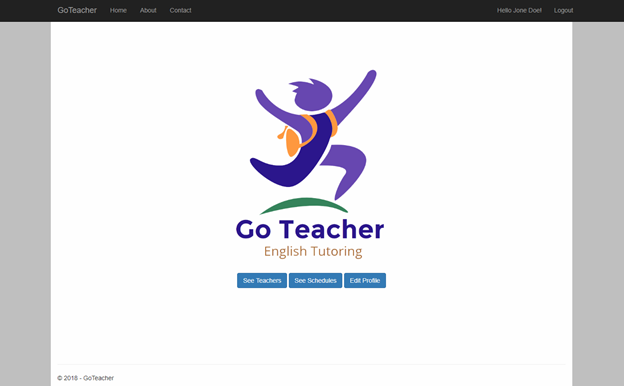 GoTeacher Home About Contact Hello Jone Doe! Logout
Go Teacher
English Tutoring
See Teachers See Schedules Edit Profile
© 2018 - GoTeacher